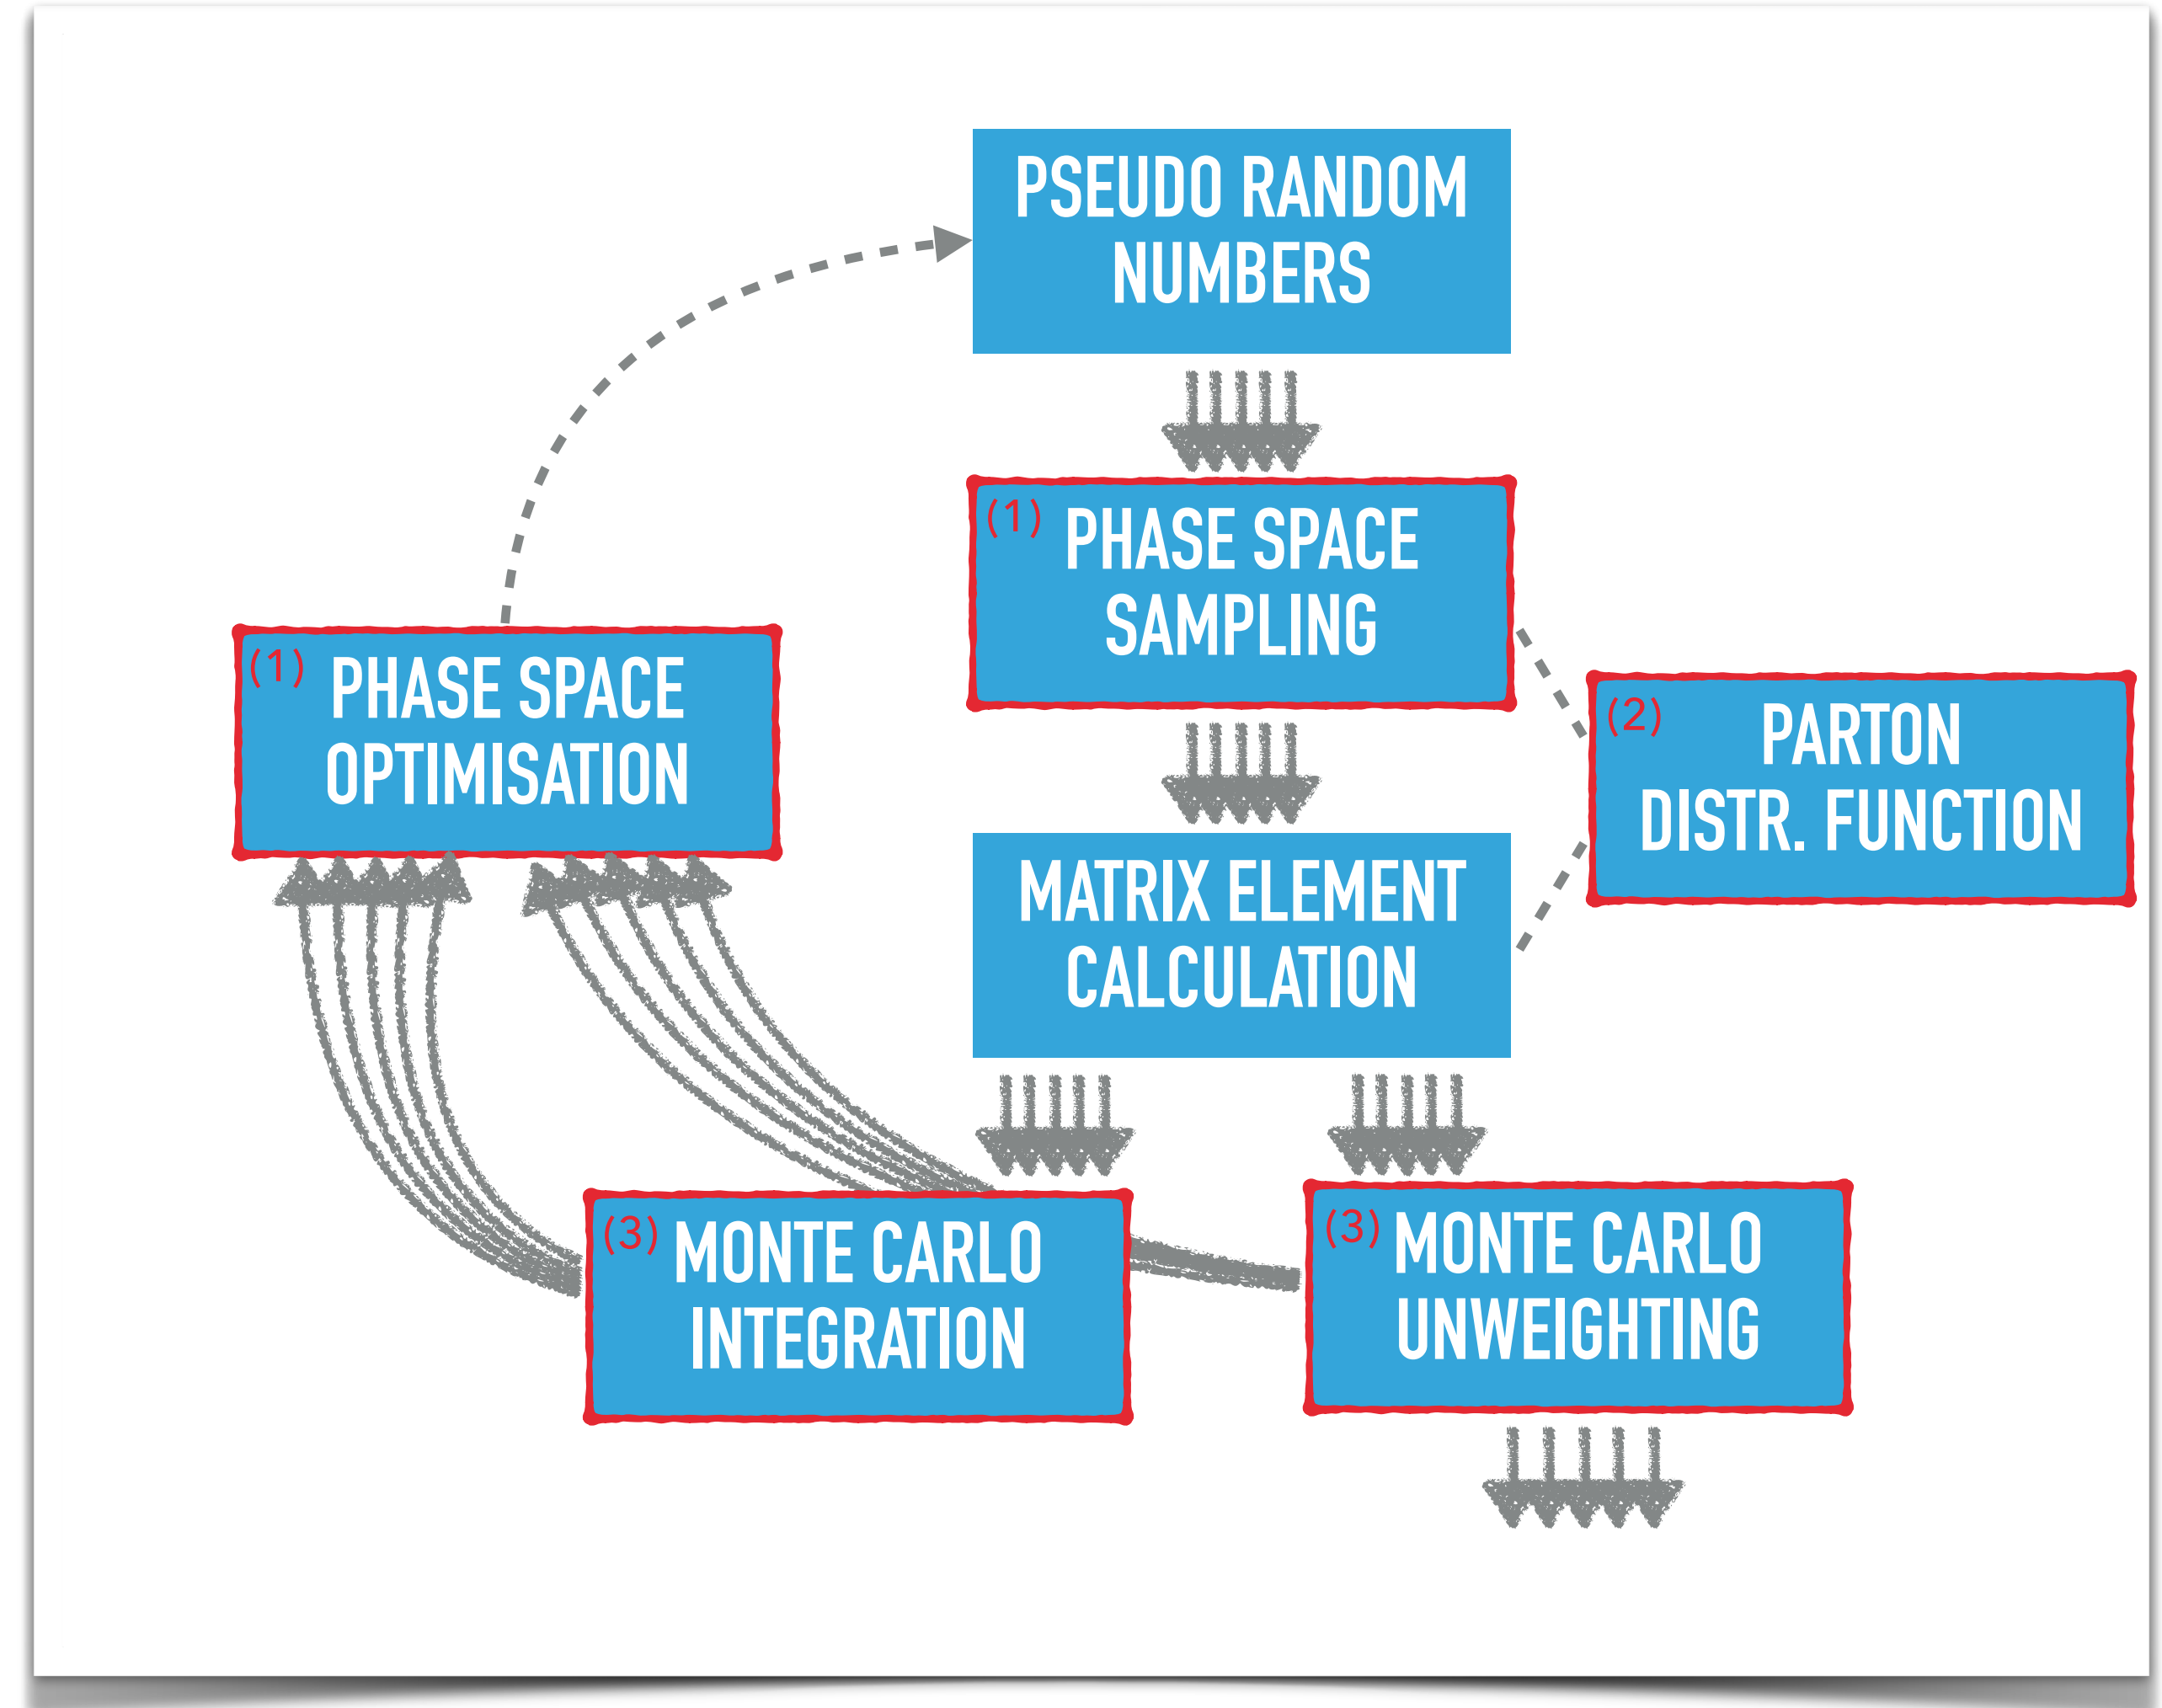 PSEUDO RANDOM
NUMBERS
(1) PHASE SPACE
SAMPLING
(1) PHASE SPACE
OPTIMISATION
(2) PARTON
DISTR. FUNCTION
MATRIX ELEMENT
CALCULATION
(3) MONTE CARLO
INTEGRATION
(3) MONTE CARLO
UNWEIGHTING